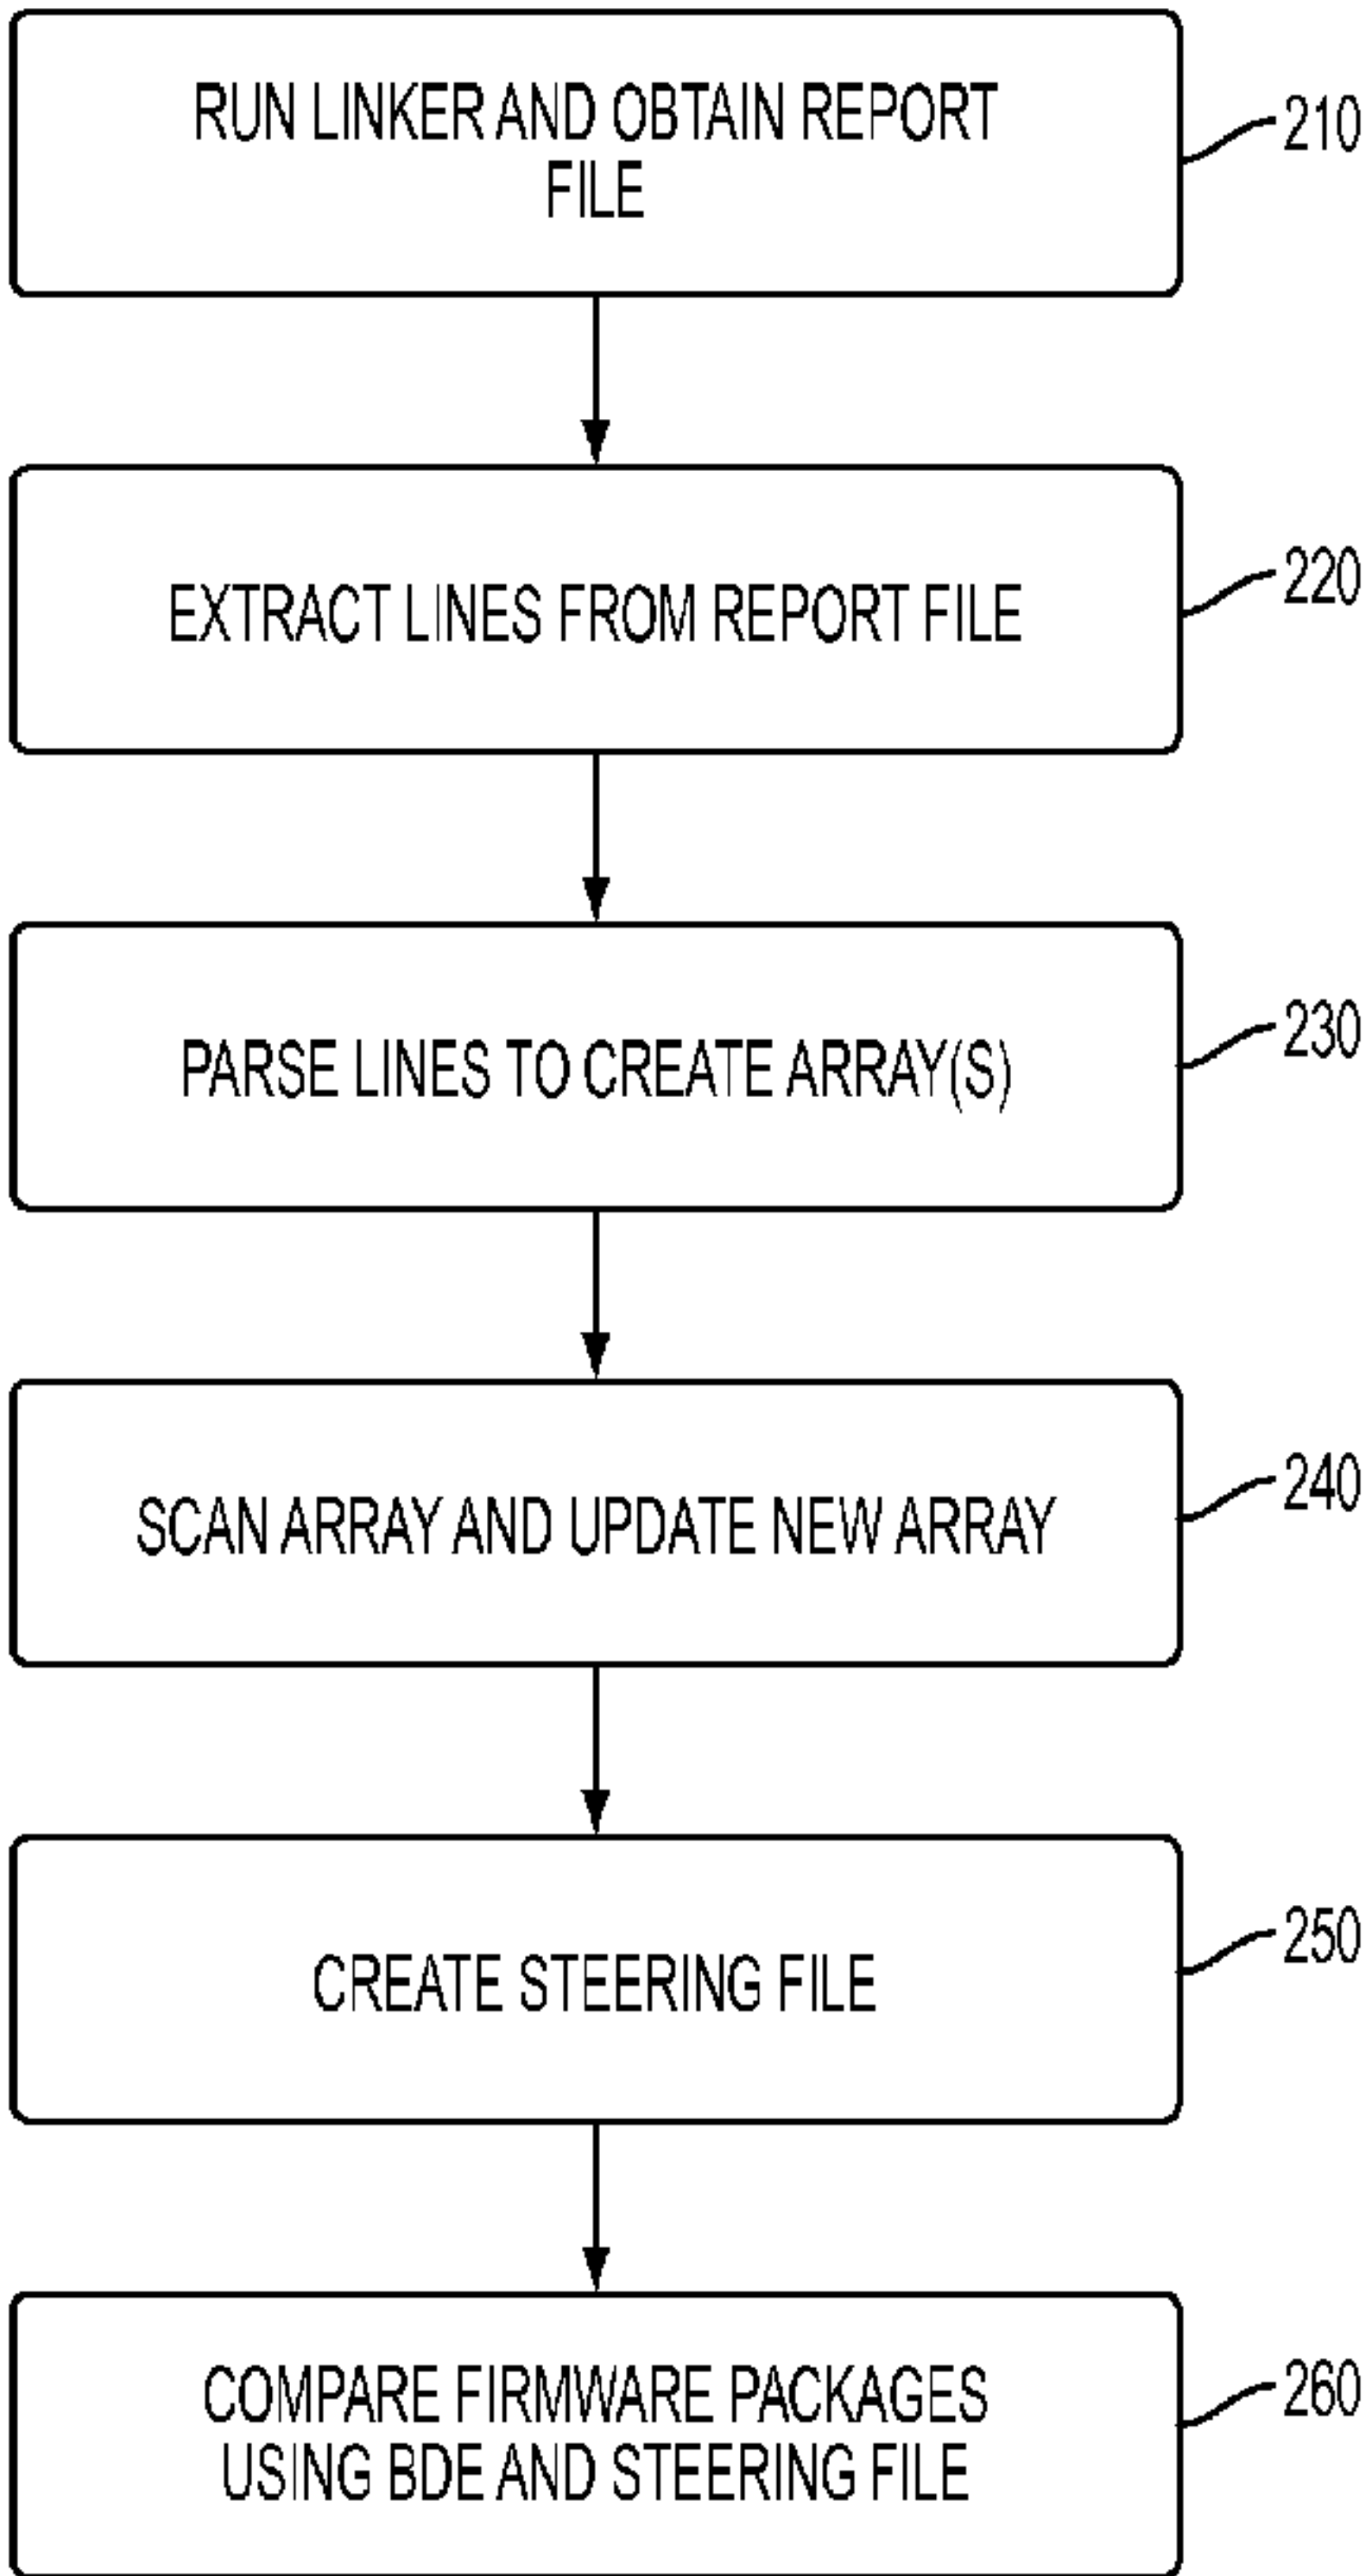 RUN LINKER AND OBTAIN REPORT
FILE
210
EXTRACT LINES FROM REPORT FILE
220
PARSE LINES TO CREATE ARRAY(S)
230
SCAN ARRAY AND UPDATE NEW ARRAY
240
CREATE STEERING FILE
250
COMPARE FIRMWARE PACKAGES
USING BDE AND STEERING FILE
260